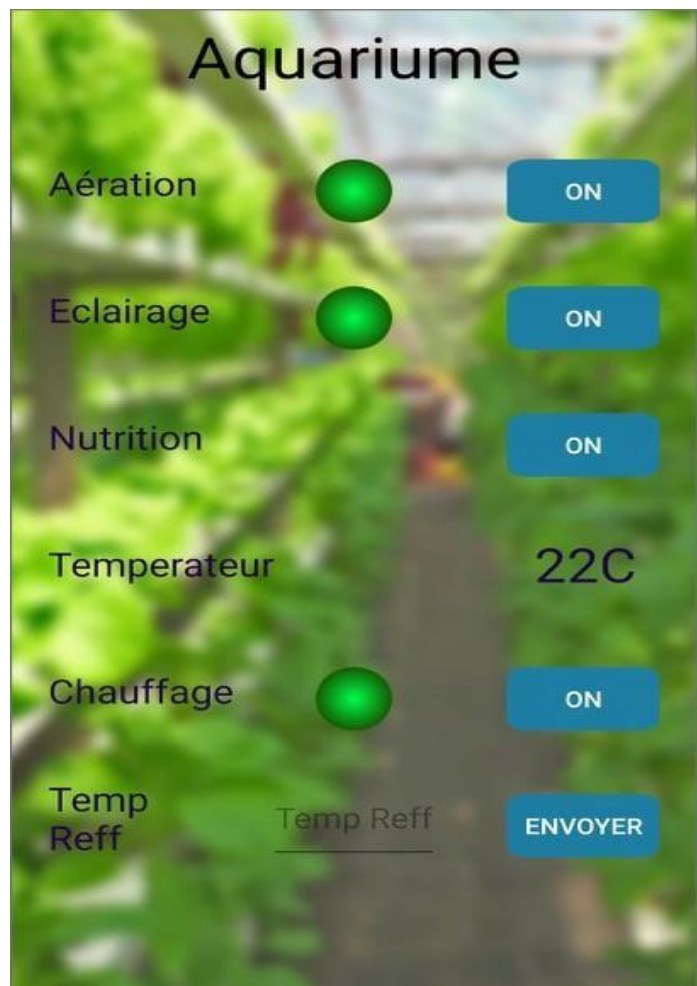 Aquariume
Aération ON
Eclairage ON
Nutrition ON
Temperateur 22C
Chauffage ON
Temp
Reff
Temp Reff
ENVOYER